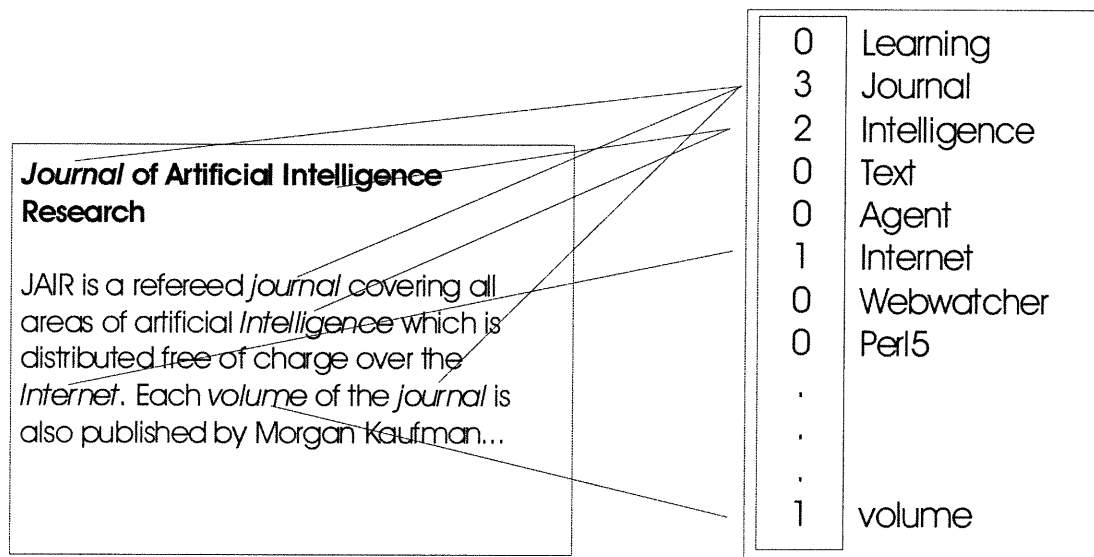 Journal of Artificial Intelligence
Research
JAIR is a refereed journal covering all
areas of artificial Intelligence which is
distributed free of charge over the
Internet. Each volume of the journal is
also published by Morgan Kaufman...
0 Learning
3 Journal
2 Intelligence
0 Text
0 Agent
1 Internet
0 Webwatcher
0 Perl5
.
.
.
1 volume